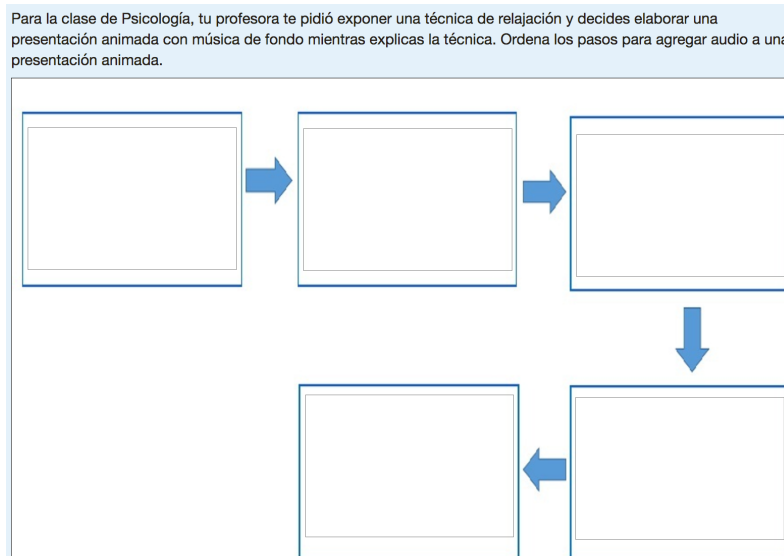 Para la clase de Psicología, tu profesora te pidió exponer una técnica de relajación y decides elaborar una
presentación animada con música de fondo mientras explicas la técnica. Ordena los pasos para agregar audio a una
presentación animada.